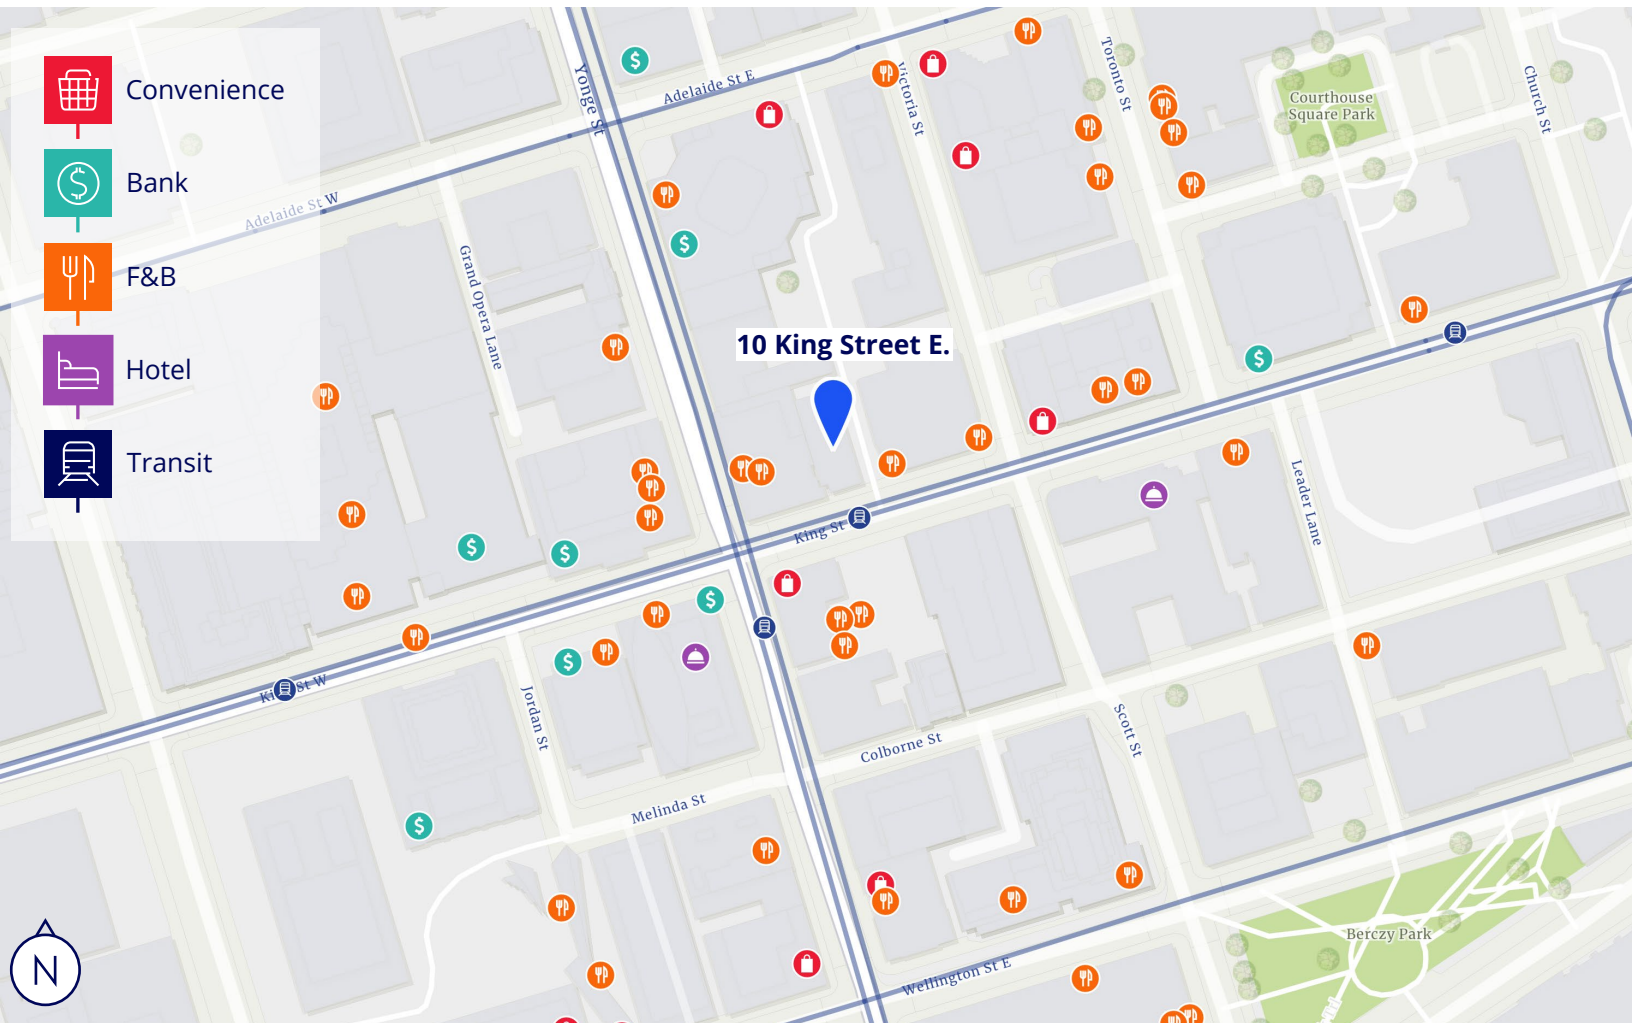 Convenience
Bank
F&B
Hotel
Transit
10 King Street E.
Yonge St
Adelaide St E
Victoria St
Toronto St
Courthouse
Square Park
Church St
Adelaide St W
Grand Opera Lane
King St
Leader Lane
King St W
Jordan St
Scott St
Colborne St
Melinda St
Berczy Park
Wellington St E
N